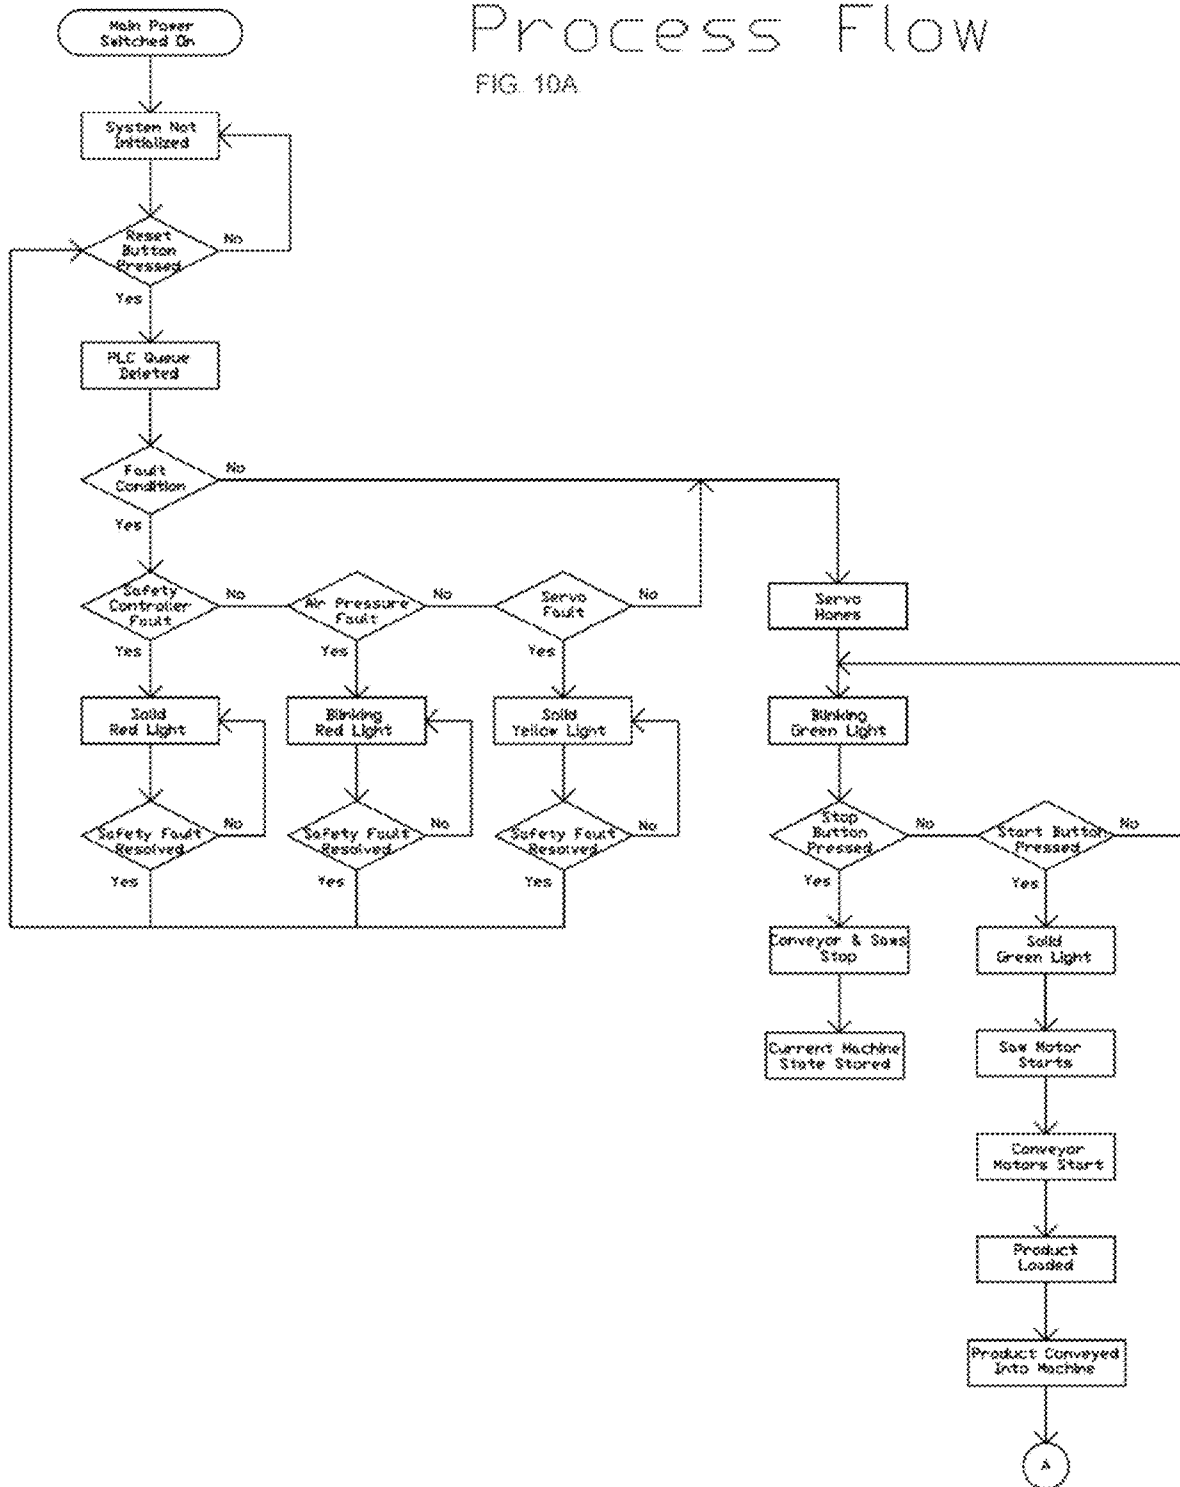 Process Flow
FIG. 10A
Main Power
Switched On
System Not
Initialized
Reset
Button
Pressed
No
Yes
PLC Queue
Deleted
Fault
Condition
No
Yes
Safety
Controller
Fault
No
Yes
Air Pressure
Fault
No
Yes
Servo
Fault
No
Yes
Servo
Homes
Solid
Red Light
Blinking
Red Light
Solid
Yellow Light
Blinking
Green Light
Safety Fault
Resolved
No
Yes
Safety Fault
Resolved
No
Yes
Safety Fault
Resolved
No
Yes
Stop
Button
Pressed
No
Yes
Start Button
Pressed
No
Yes
Conveyor & Saws
Stop
Solid
Green Light
Current Machine
State Stored
Saw Motor
Starts
Conveyor
Motors Start
Product
Loaded
Product Conveyed
Into Machine
A